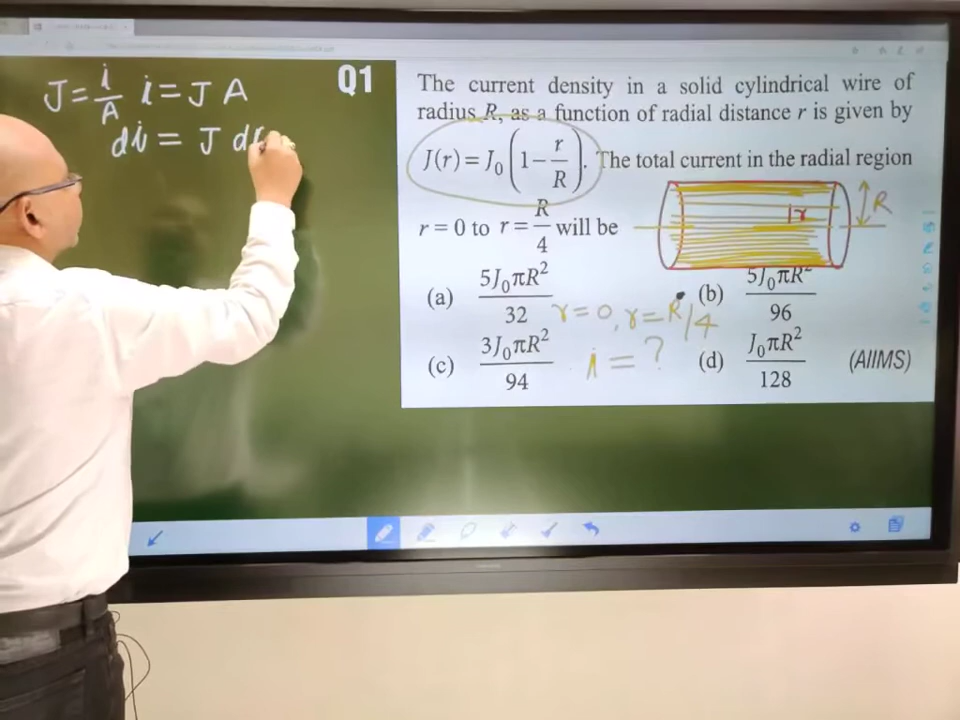 J = i/A i = J A
di = J d
Q1
The current density in a solid cylindrical wire of
radius R, as a function of radial distance r is given by
J(r) = J₀(1 − r/R). The total current in the radial region
r = 0 to r = R/4 will be
r
R
(a) 5J₀πR²/32
(b) 5J₀πR²/96
r = 0, r = R/4
(c) 3J₀πR²/94
i = ?
(d) J₀πR²/128
(AIIMS)